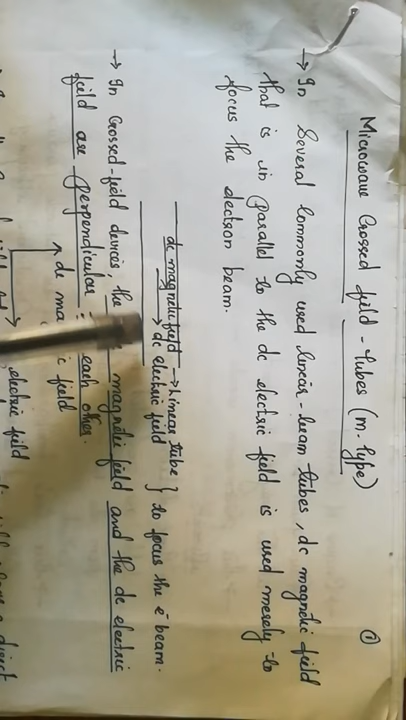 Microwave Crossed field - tubes (m-type) ①
→ In Several Commonly used linear-beam tubes, dc magnetic field
that is in parallel to the dc electric field is used merely to
focus the electron beam.
dc magnetic field → Linear tube } to focus the e⁻ beam.
→ dc electric field
→ In Crossed-field devices, the magnetic field and the dc electric
field are perpendicular each other.
dc ma c field
electric field